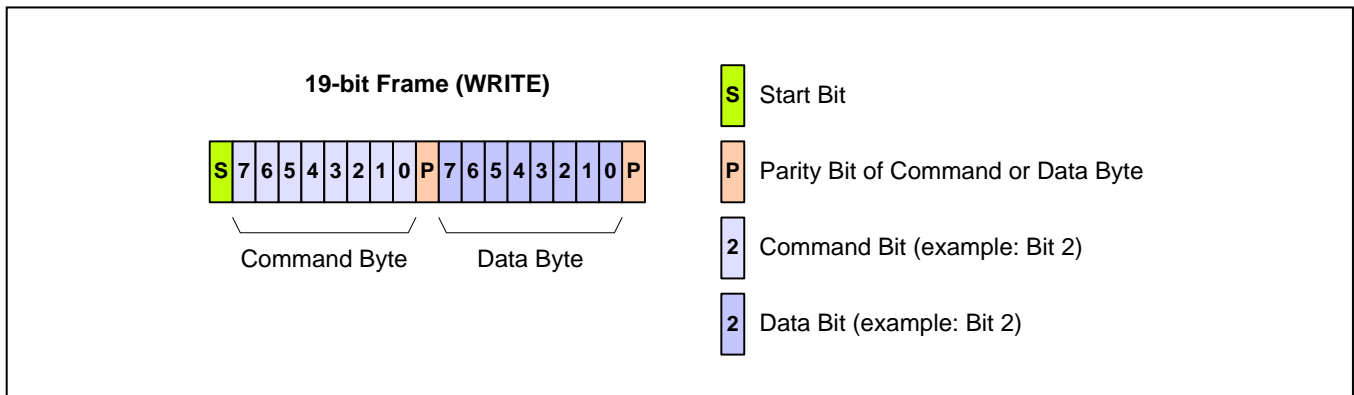 19-bit Frame (WRITE)
S 7 6 5 4 3 2 1 0 P 7 6 5 4 3 2 1 0 P
Command Byte Data Byte
S Start Bit
P Parity Bit of Command or Data Byte
2 Command Bit (example: Bit 2)
2 Data Bit (example: Bit 2)